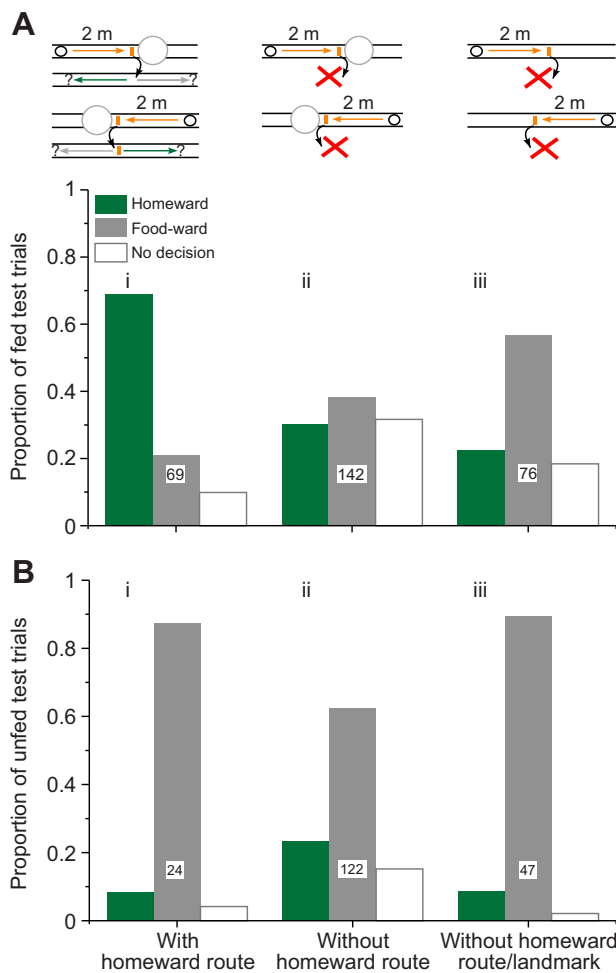 A
2 m
2 m
2 m
? ?
2 m
2 m
2 m
? ?
Proportion of fed test trials
1
0.8
0.6
0.4
0.2
0
Homeward
Food-ward
No decision
i
ii
iii
69
142
76
B
Proportion of unfed test trials
1
0.8
0.6
0.4
0.2
0
i
ii
iii
24
122
47
With
homeward route
Without
homeward route
Without homeward
route/landmark